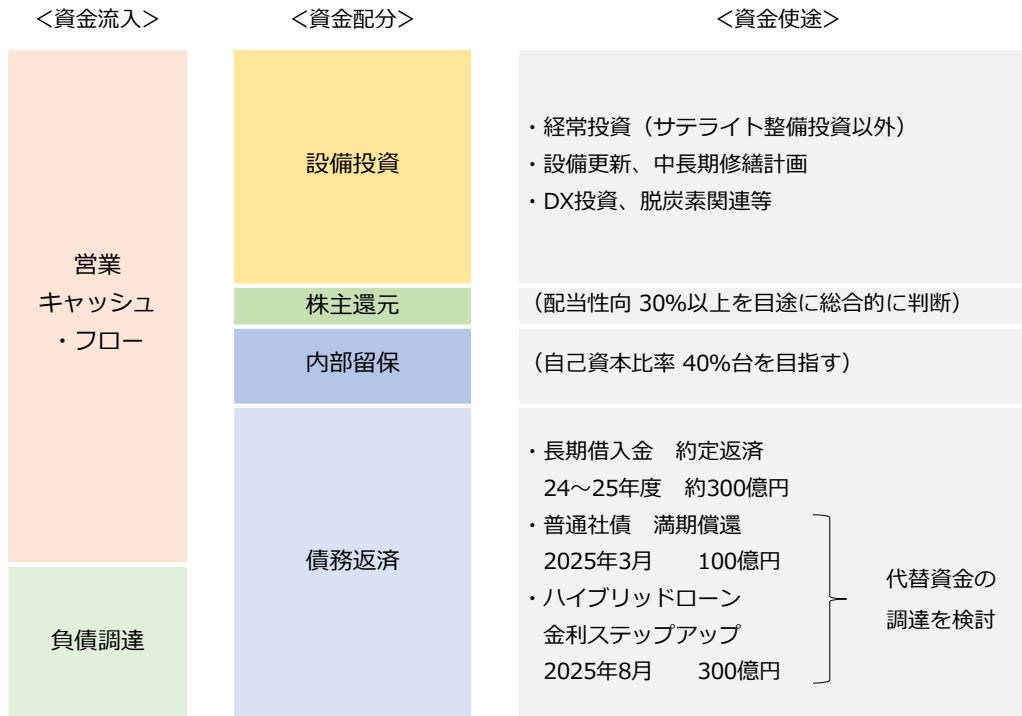 <資金流入>
<資金配分>
<資金使途>
営業
キャッシュ
・フロー
負債調達
設備投資
株主還元
内部留保
債務返済
・経常投資（サテライト整備投資以外）
・設備更新、中長期修繕計画
・DX投資、脱炭素関連等
（配当性向 30%以上を目途に総合的に判断）
（自己資本比率 40%台を目指す）
・長期借入金　約定返済
24～25年度　約300億円
・普通社債　満期償還
2025年3月　　100億円
・ハイブリッドローン
金利ステップアップ
2025年8月　　300億円
代替資金の
調達を検討